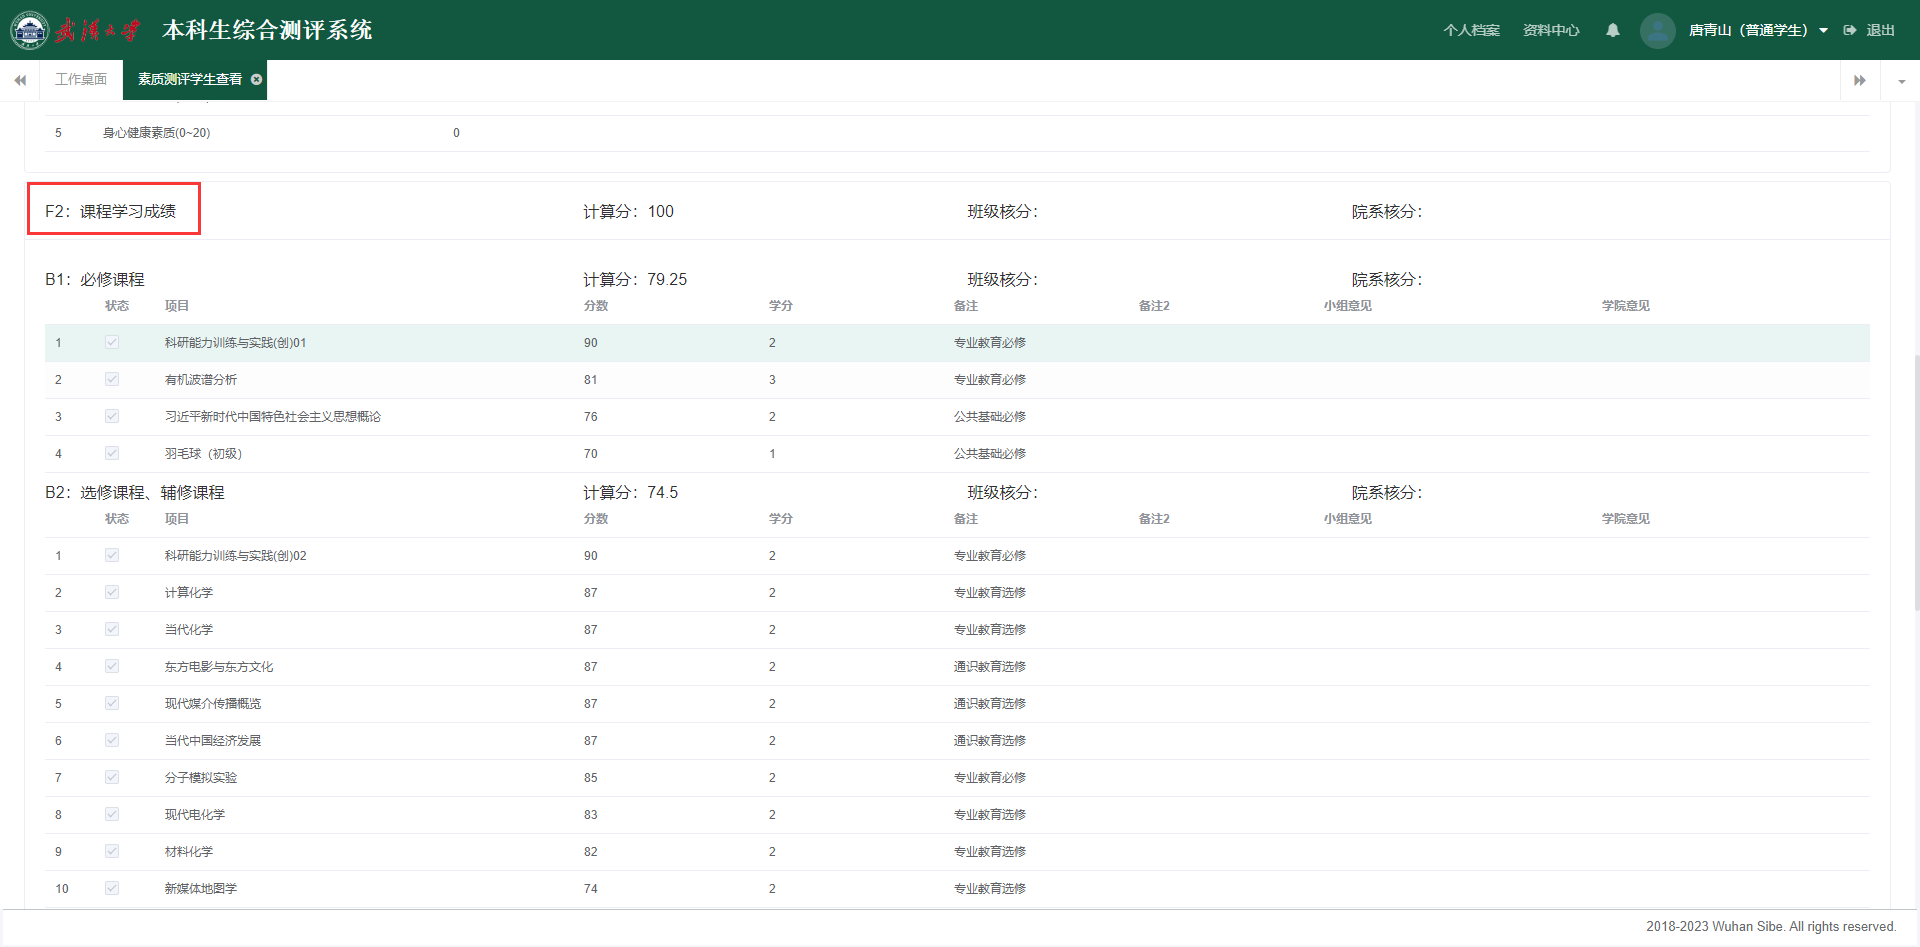 武汉大学 本科生综合测评系统 个人档案 资料中心 唐青山（普通学生） 退出
工作桌面 素质测评学生查看
5 身心健康素质(0~20) 0
F2：课程学习成绩 计算分：100 班级核分： 院系核分：
B1：必修课程 计算分：79.25 班级核分： 院系核分：
状态 项目 分数 学分 备注 备注2 小组意见 学院意见
1 科研能力训练与实践(创)01 90 2 专业教育必修
2 有机波谱分析 81 3 专业教育必修
3 习近平新时代中国特色社会主义思想概论 76 2 公共基础必修
4 羽毛球（初级） 70 1 公共基础必修
B2：选修课程、辅修课程 计算分：74.5 班级核分： 院系核分：
状态 项目 分数 学分 备注 备注2 小组意见 学院意见
1 科研能力训练与实践(创)02 90 2 专业教育必修
2 计算化学 87 2 专业教育选修
3 当代化学 87 2 专业教育选修
4 东方电影与东方文化 87 2 通识教育选修
5 现代媒介传播概览 87 2 通识教育选修
6 当代中国经济发展 87 2 通识教育选修
7 分子模拟实验 85 2 专业教育必修
8 现代电化学 83 2 专业教育选修
9 材料化学 82 2 专业教育选修
10 新媒体地图学 74 2 专业教育选修
2018-2023 Wuhan Sibe. All rights reserved.